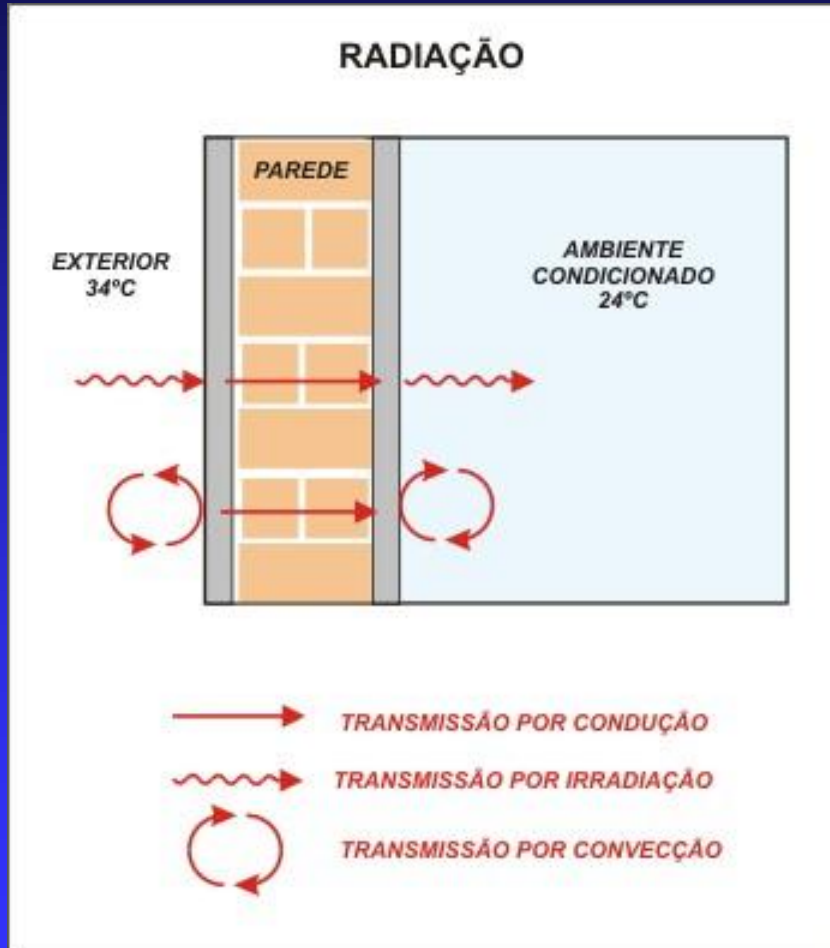 RADIAÇÃO
PAREDE
EXTERIOR
34ºC
AMBIENTE
CONDICIONADO
24ºC
TRANSMISSÃO POR CONDUÇÃO
TRANSMISSÃO POR IRRADIAÇÃO
TRANSMISSÃO POR CONVECÇÃO